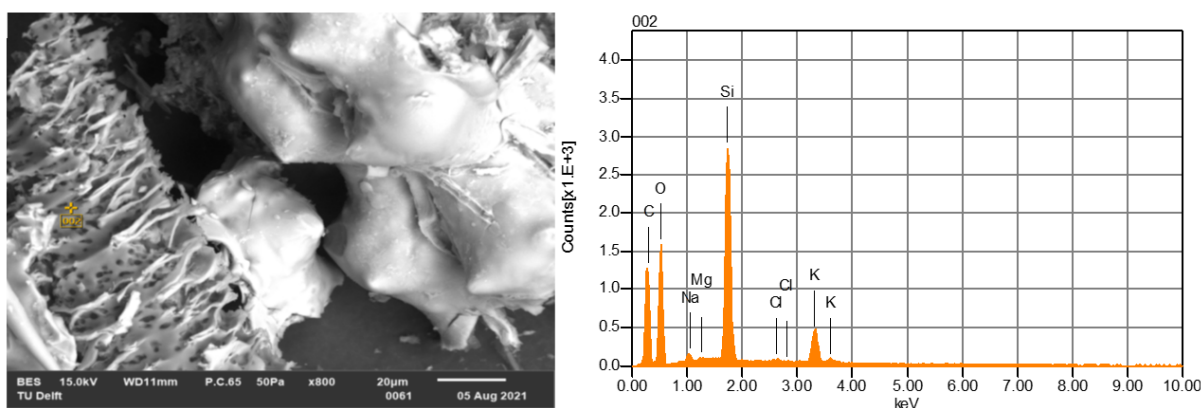 002
BES 15.0kV WD11mm P.C.65 50Pa x800 20µm
TU Delft 0061 05 Aug 2021
002
Counts[x1.E+3]
4.0
3.5
3.0
2.5
2.0
1.5
1.0
0.5
0.0
C
O
Na
Mg
Si
Cl
Cl
K
K
0.00 1.00 2.00 3.00 4.00 5.00 6.00 7.00 8.00 9.00 10.00
keV